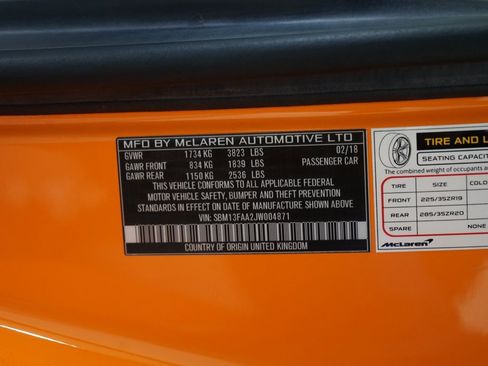 MFD BY McLAREN AUTOMOTIVE LTD
GVWR 1734 KG 3823 LBS 02/18
GAWR FRONT 834 KG 1839 LBS PASSENGER CAR
GAWR REAR 1150 KG 2536 LBS
THIS VEHICLE CONFORMS TO ALL APPLICABLE FEDERAL
MOTOR VEHICLE SAFETY, BUMPER AND THEFT PREVENTION
STANDARDS IN EFFECT ON DATE OF MANUFACTURE SHOWN ABOVE
VIN: SBM13FAA2JW004871
COUNTRY OF ORIGIN UNITED KINGDOM
TIRE AND
SEATING CAPACITY
The combined weight of occupants a
TIRE SIZE COLD
FRONT 225/35ZR19
REAR 285/35ZR20
SPARE NONE
McLaren